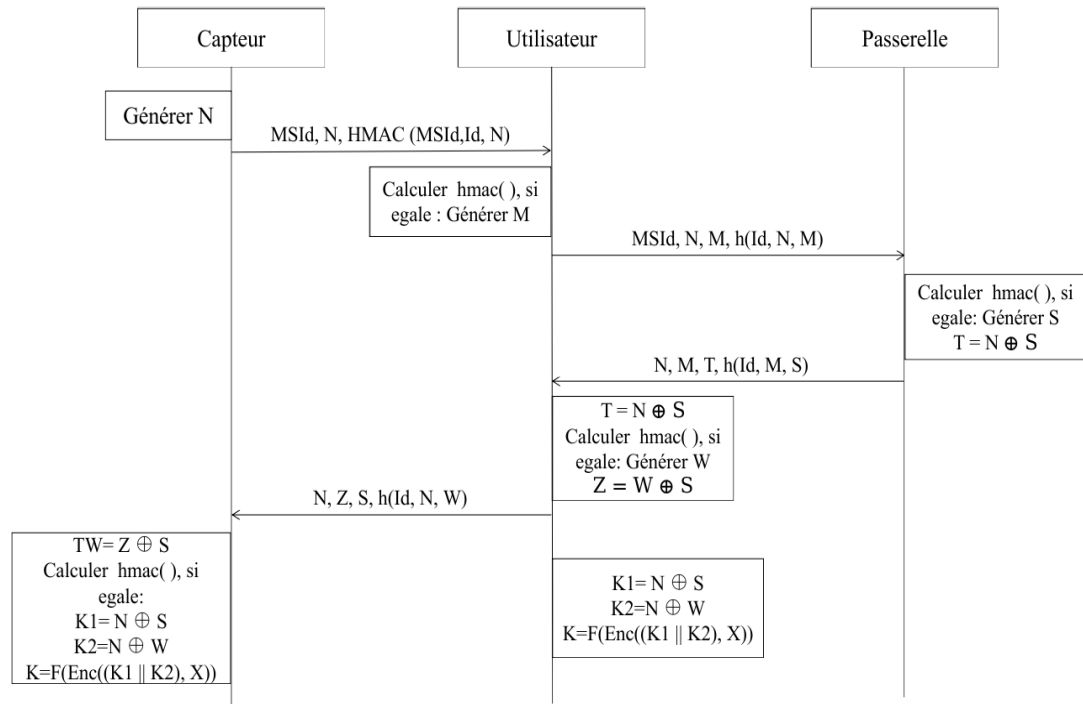 Capteur
Utilisateur
Passerelle
Générer N
MSId, N, HMAC (MSId,Id, N)
Calculer hmac( ), si
egale : Générer M
MSId, N, M, h(Id, N, M)
Calculer hmac( ), si
egale: Générer S
T = N ⊕ S
N, M, T, h(Id, M, S)
T = N ⊕ S
Calculer hmac( ), si
egale: Générer W
Z = W ⊕ S
N, Z, S, h(Id, N, W)
TW= Z ⊕ S
Calculer hmac( ), si
egale:
K1= N ⊕ S
K2=N ⊕ W
K=F(Enc((K1 || K2), X))
K1= N ⊕ S
K2=N ⊕ W
K=F(Enc((K1 || K2), X))